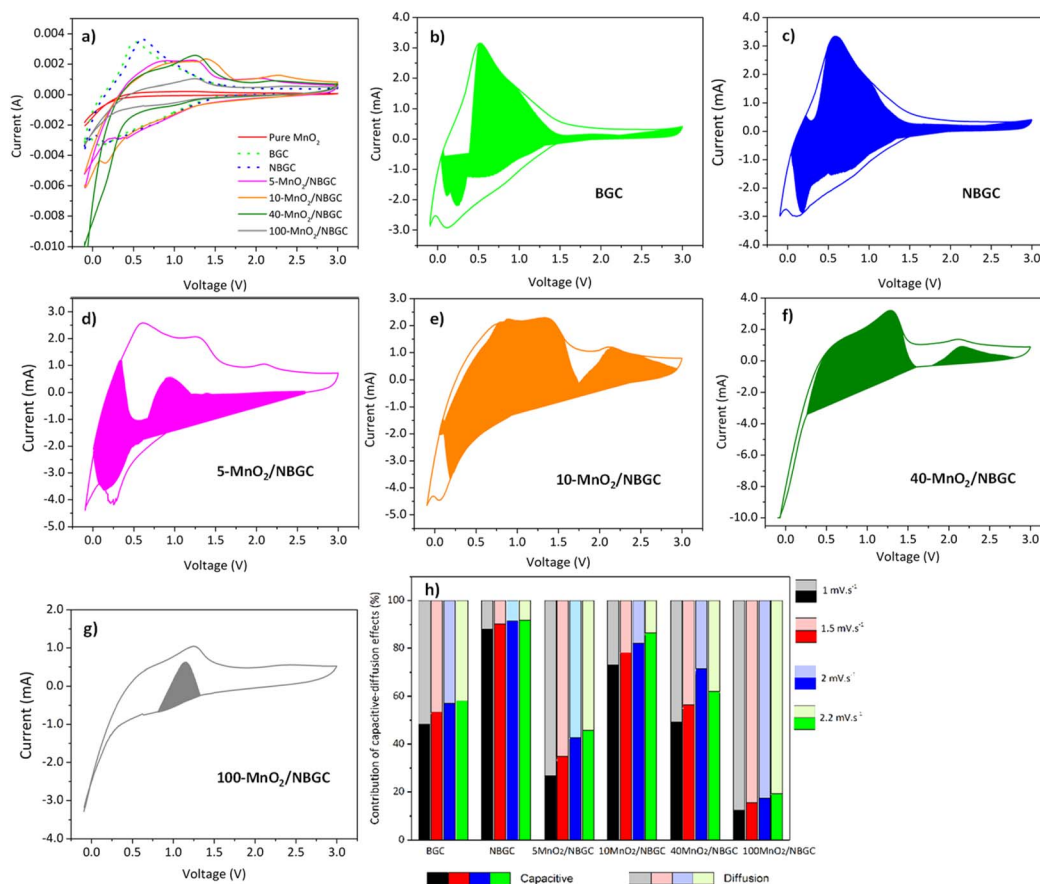 a)
Current (A)
0.004
0.002
0.000
-0.002
-0.004
-0.006
-0.008
-0.010
Pure MnO₂
BGC
NBGC
5-MnO₂/NBGC
10-MnO₂/NBGC
40-MnO₂/NBGC
100-MnO₂/NBGC
0.0 0.5 1.0 1.5 2.0 2.5 3.0
Voltage (V)
b)
Current (mA)
4.0
3.0
2.0
1.0
0.0
-1.0
-2.0
-3.0
BGC
0.0 0.5 1.0 1.5 2.0 2.5 3.0
Voltage (V)
c)
Current (mA)
4.0
3.0
2.0
1.0
0.0
-1.0
-2.0
-3.0
-4.0
NBGC
0.0 0.5 1.0 1.5 2.0 2.5 3.0
Voltage (V)
d)
Current (mA)
3.0
2.0
1.0
0.0
-1.0
-2.0
-3.0
-4.0
-5.0
5-MnO₂/NBGC
0.0 0.5 1.0 1.5 2.0 2.5 3.0
Voltage (V)
e)
Current (mA)
3.0
2.0
1.0
0.0
-1.0
-2.0
-3.0
-4.0
-5.0
10-MnO₂/NBGC
0.0 0.5 1.0 1.5 2.0 2.5 3.0
Voltage (V)
f)
Current (mA)
4.0
2.0
0.0
-2.0
-4.0
-6.0
-8.0
-10.0
40-MnO₂/NBGC
0.0 0.5 1.0 1.5 2.0 2.5 3.0
Voltage (V)
g)
Current (mA)
2.0
1.0
0.0
-1.0
-2.0
-3.0
-4.0
100-MnO₂/NBGC
0.0 0.5 1.0 1.5 2.0 2.5 3.0
Voltage (V)
h)
Contribution of capacitive-diffusion effects (%)
100
80
60
40
20
0
BGC NBGC 5MnO₂/NBGC 10MnO₂/NBGC 40MnO₂/NBGC 100MnO₂/NBGC
1 mV.s⁻¹
1.5 mV.s⁻¹
2 mV.s⁻¹
2.2 mV.s⁻¹
Capacitive Diffusion